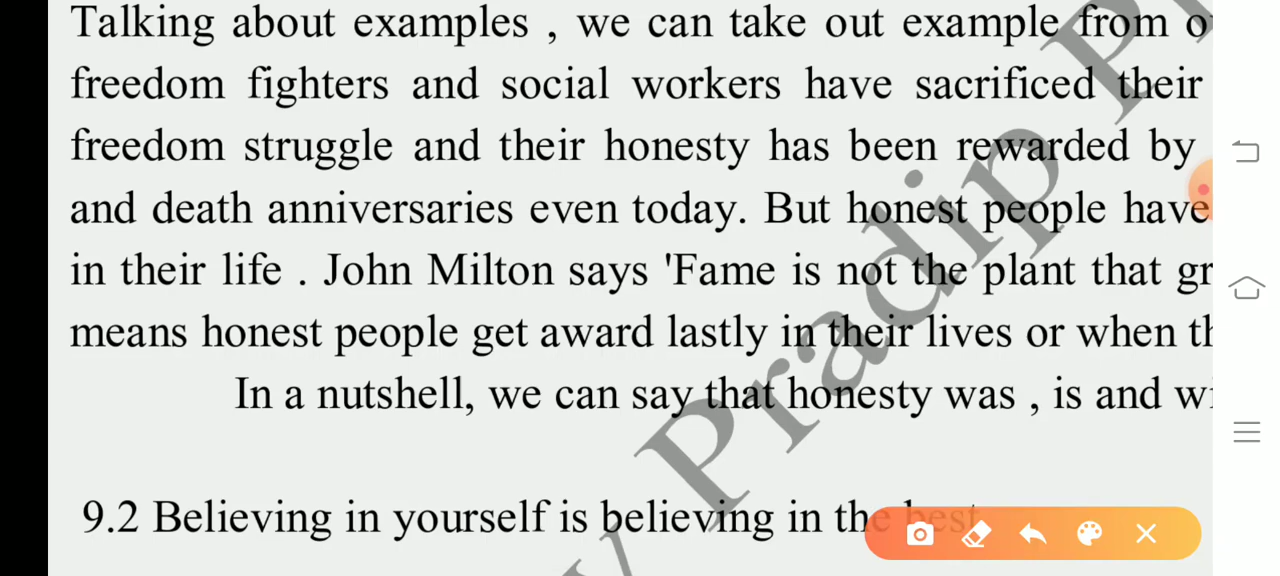 Talking about examples , we can take out example from
freedom fighters and social workers have sacrificed their
freedom struggle and their honesty has been rewarded by
and death anniversaries even today. But honest people have
in their life . John Milton says 'Fame is not the plant that
means honest people get award lastly in their lives or when
In a nutshell, we can say that honesty was , is and
9.2 Believing in yourself is believing in the best
Pradip